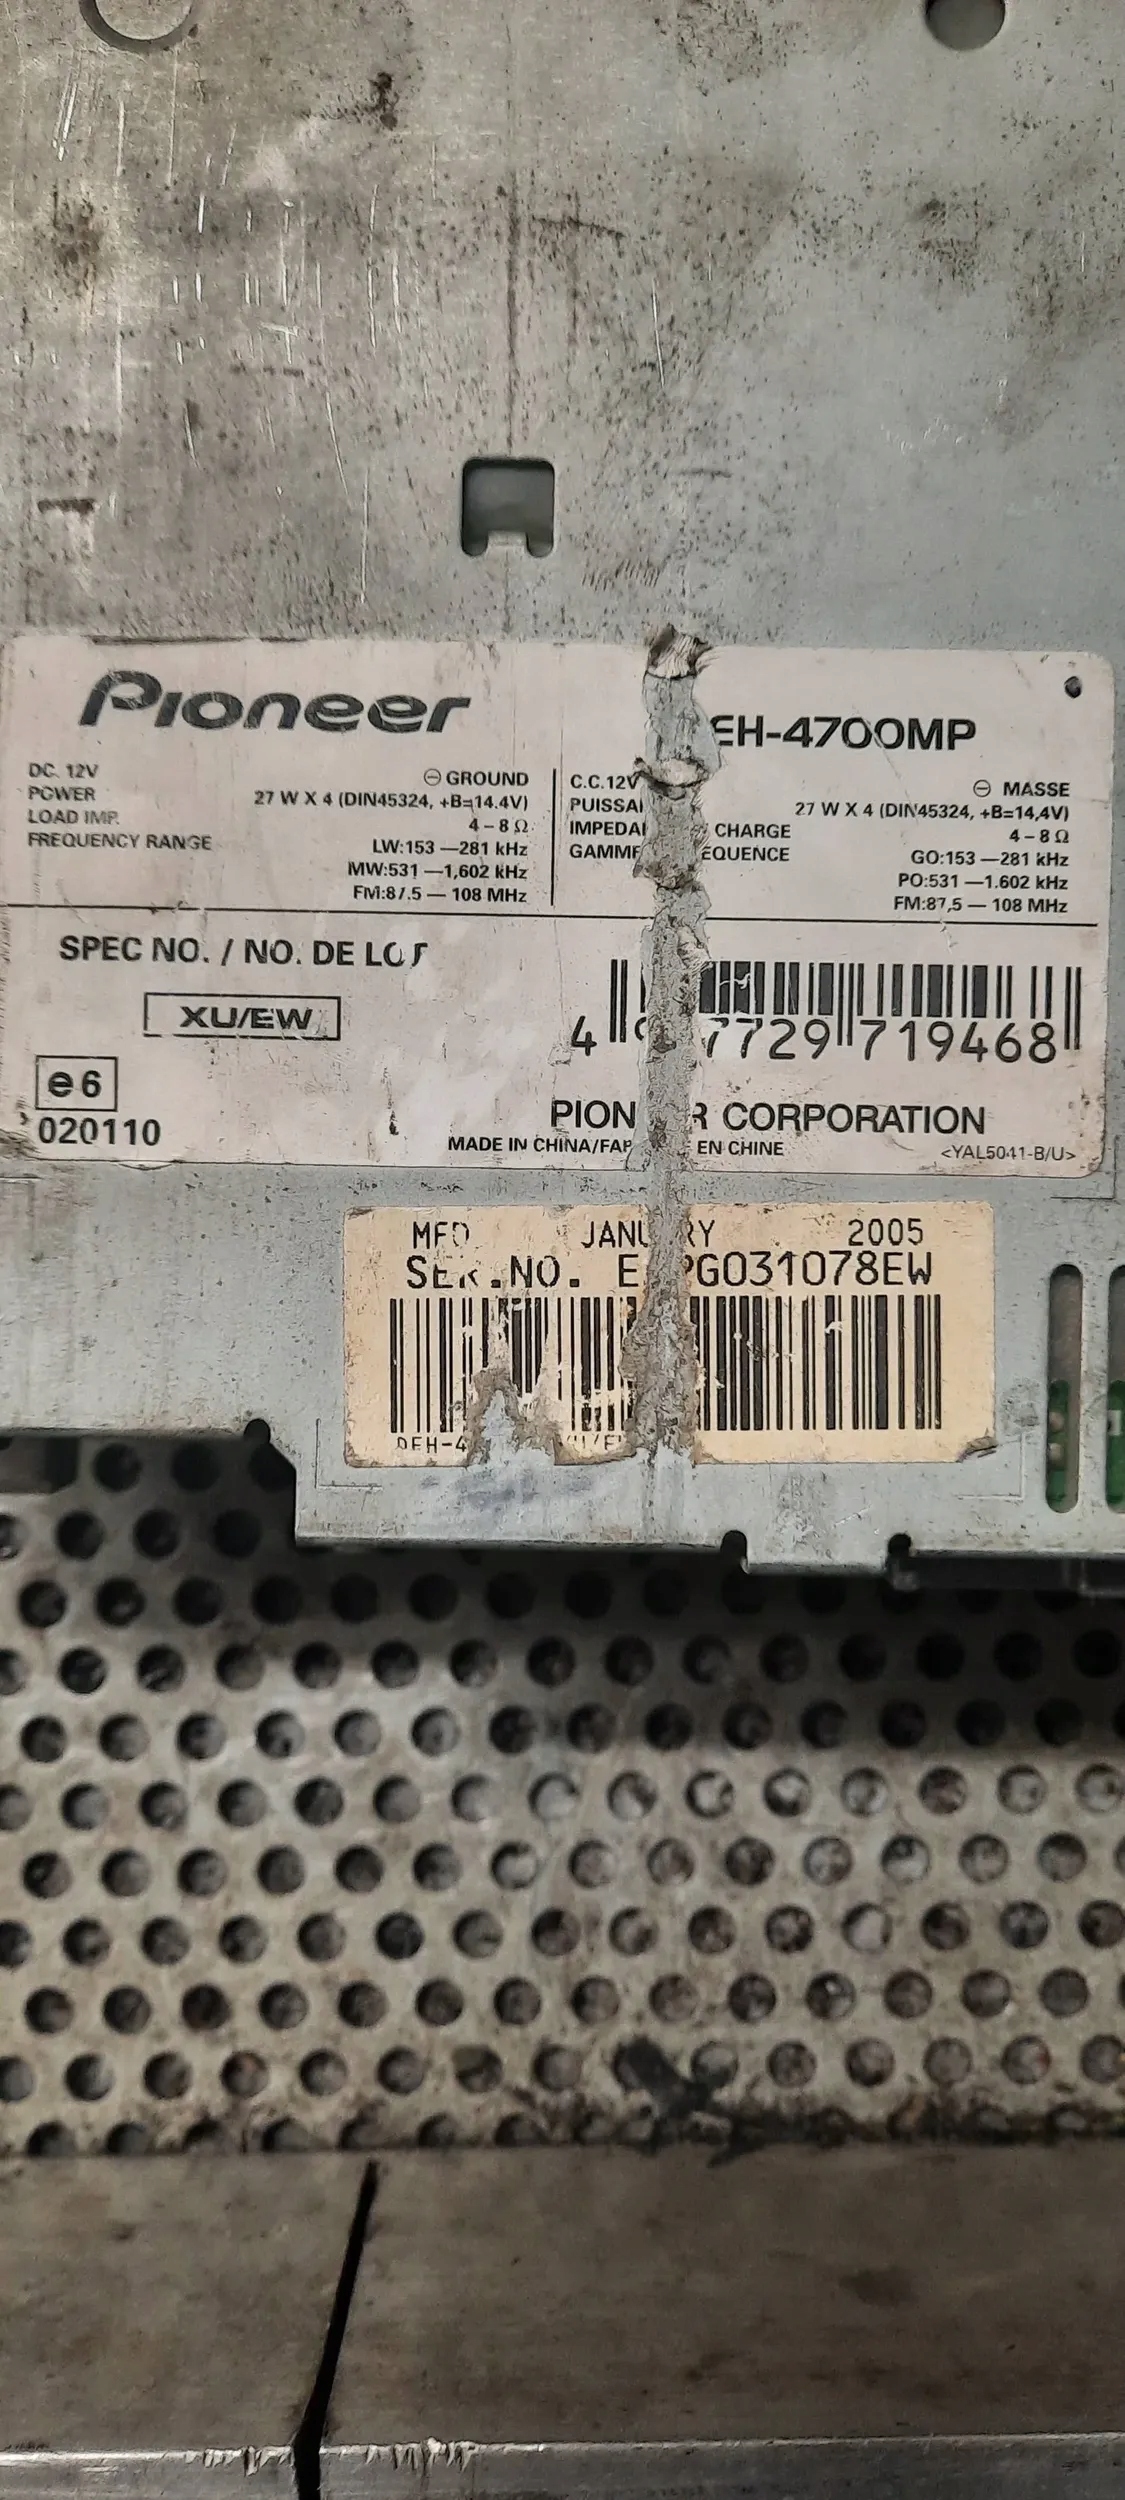 Pioneer
EH-4700MP
DC. 12V ⊖ GROUND
POWER 27 W X 4 (DIN45324, +B=14.4V)
LOAD IMP. 4 – 8 Ω
FREQUENCY RANGE LW:153 — 281 kHz
MW:531 — 1,602 kHz
FM:87.5 — 108 MHz
C.C.12V ⊖ MASSE
27 W X 4 (DIN45324, +B=14,4V)
CHARGE 4 – 8 Ω
GO:153 — 281 kHz
PO:531 — 1.602 kHz
FM:87,5 — 108 MHz
SPEC NO. / NO. DE LOT
XU/EW
e6
020110
4 7729 719468
CORPORATION
MADE IN CHINA/ EN CHINE <YAL5041-B/U>
MFD JANUARY 2005
SER.NO. PG031078EW